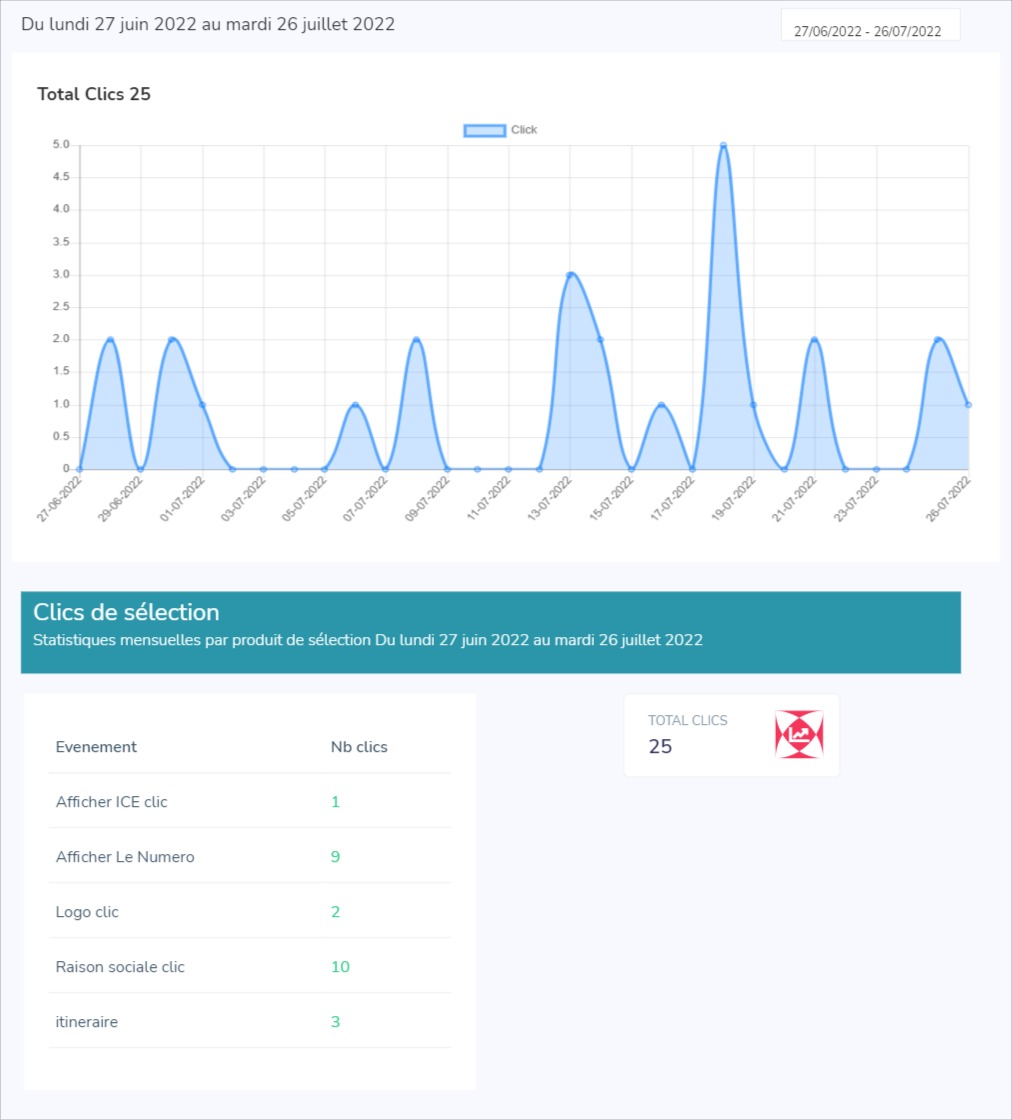 Du lundi 27 juin 2022 au mardi 26 juillet 2022
27/06/2022 - 26/07/2022
Total Clics 25
Click
5.0
4.5
4.0
3.5
3.0
2.5
2.0
1.5
1.0
0.5
0
27-06-2022
29-06-2022
01-07-2022
03-07-2022
05-07-2022
07-07-2022
09-07-2022
11-07-2022
13-07-2022
15-07-2022
17-07-2022
19-07-2022
21-07-2022
23-07-2022
26-07-2022
Clics de sélection
Statistiques mensuelles par produit de sélection Du lundi 27 juin 2022 au mardi 26 juillet 2022
TOTAL CLICS
25
Evenement Nb clics
Afficher ICE clic 1
Afficher Le Numero 9
Logo clic 2
Raison sociale clic 10
itineraire 3